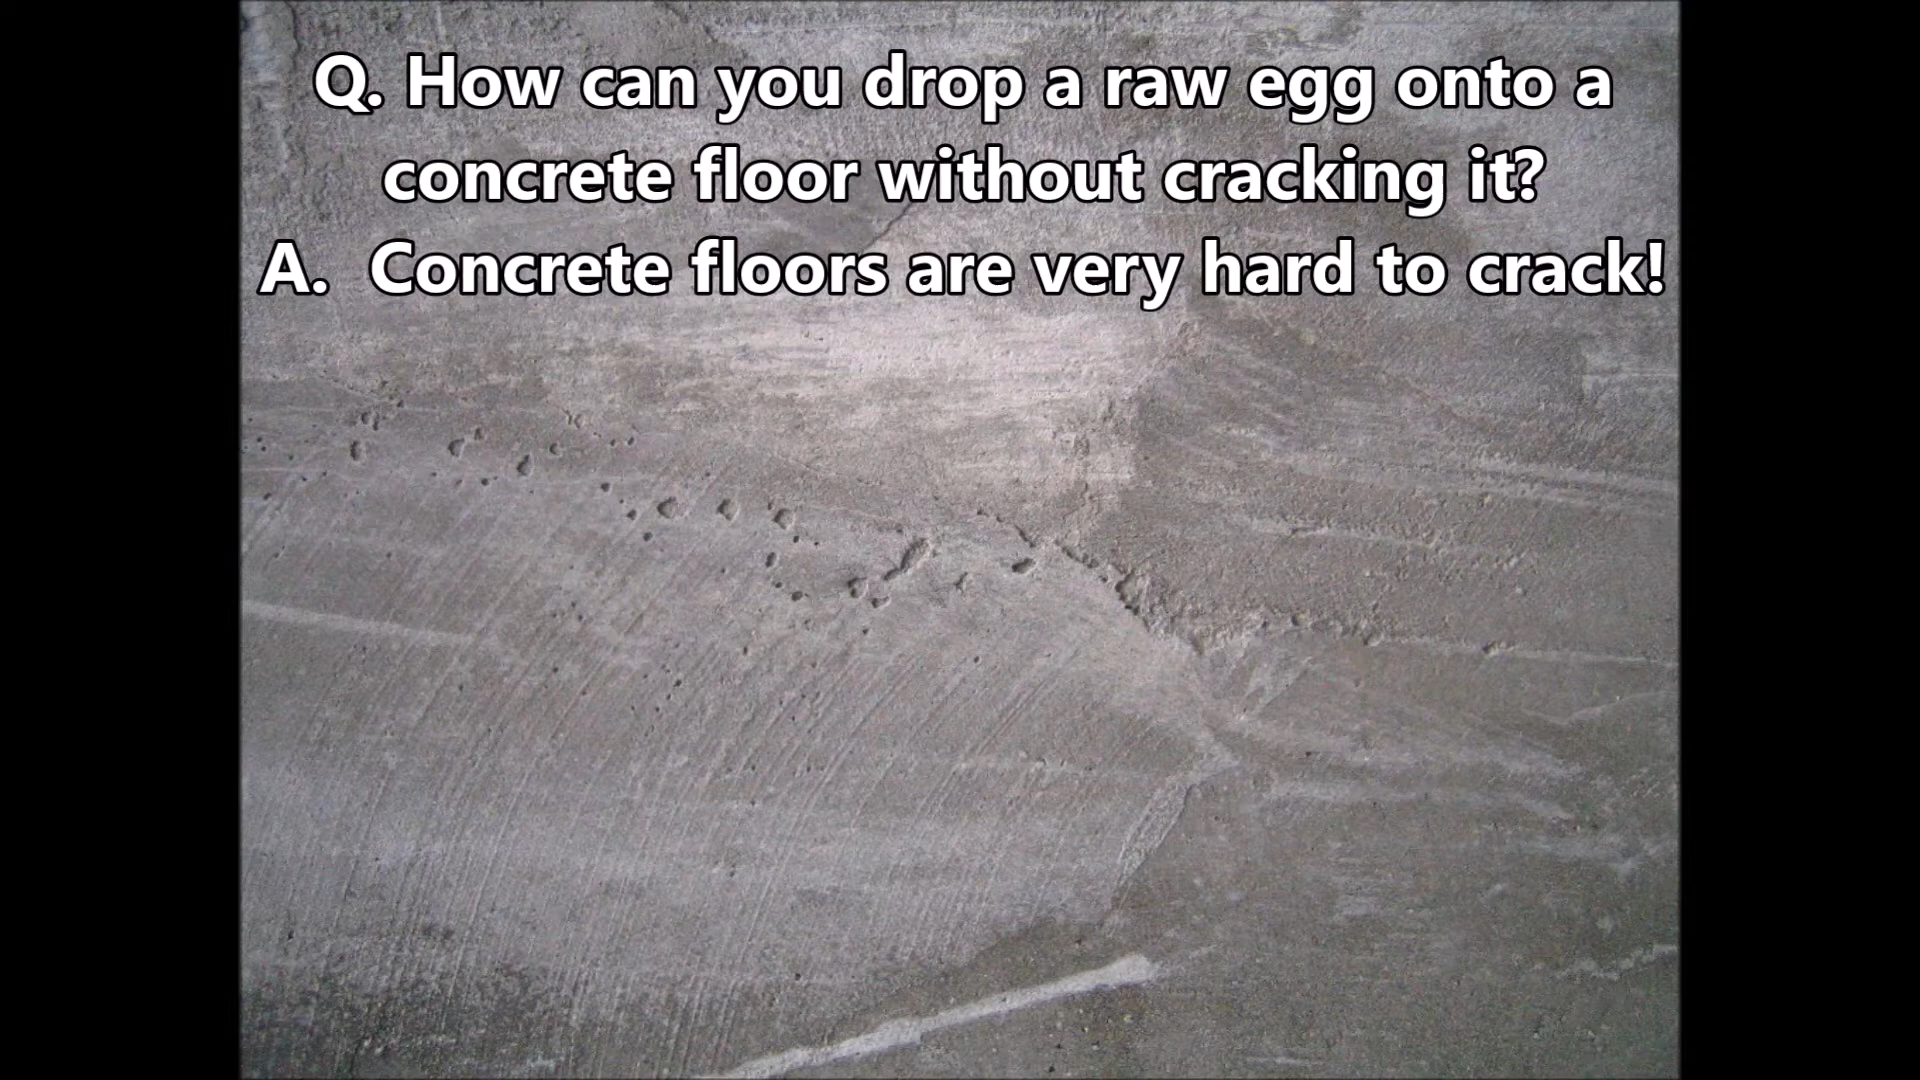 Q. How can you drop a raw egg onto a
concrete floor without cracking it?
A. Concrete floors are very hard to crack!